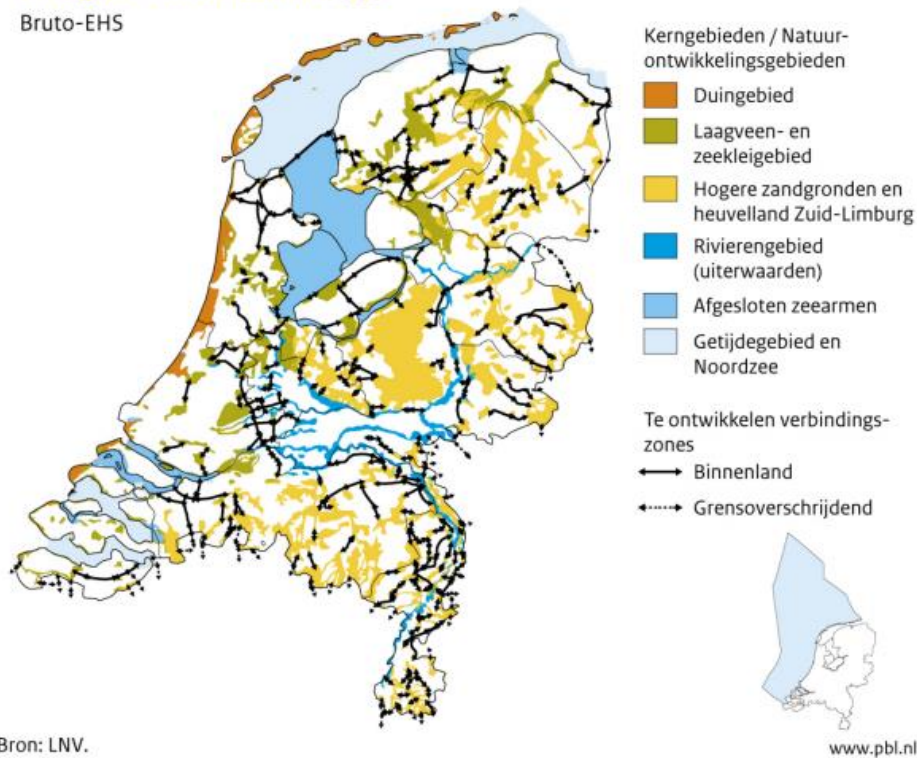 Bruto-EHS
Kerngebieden / Natuur-
ontwikkelingsgebieden
Duingebied
Laagveen- en
zeekleigebied
Hogere zandgronden en
heuvelland Zuid-Limburg
Rivierengebied
(uiterwaarden)
Afgesloten zeearmen
Getijdegebied en
Noordzee
Te ontwikkelen verbindings-
zones
Binnenland
Grensoverschrijdend
Bron: LNV.
www.pbl.nl